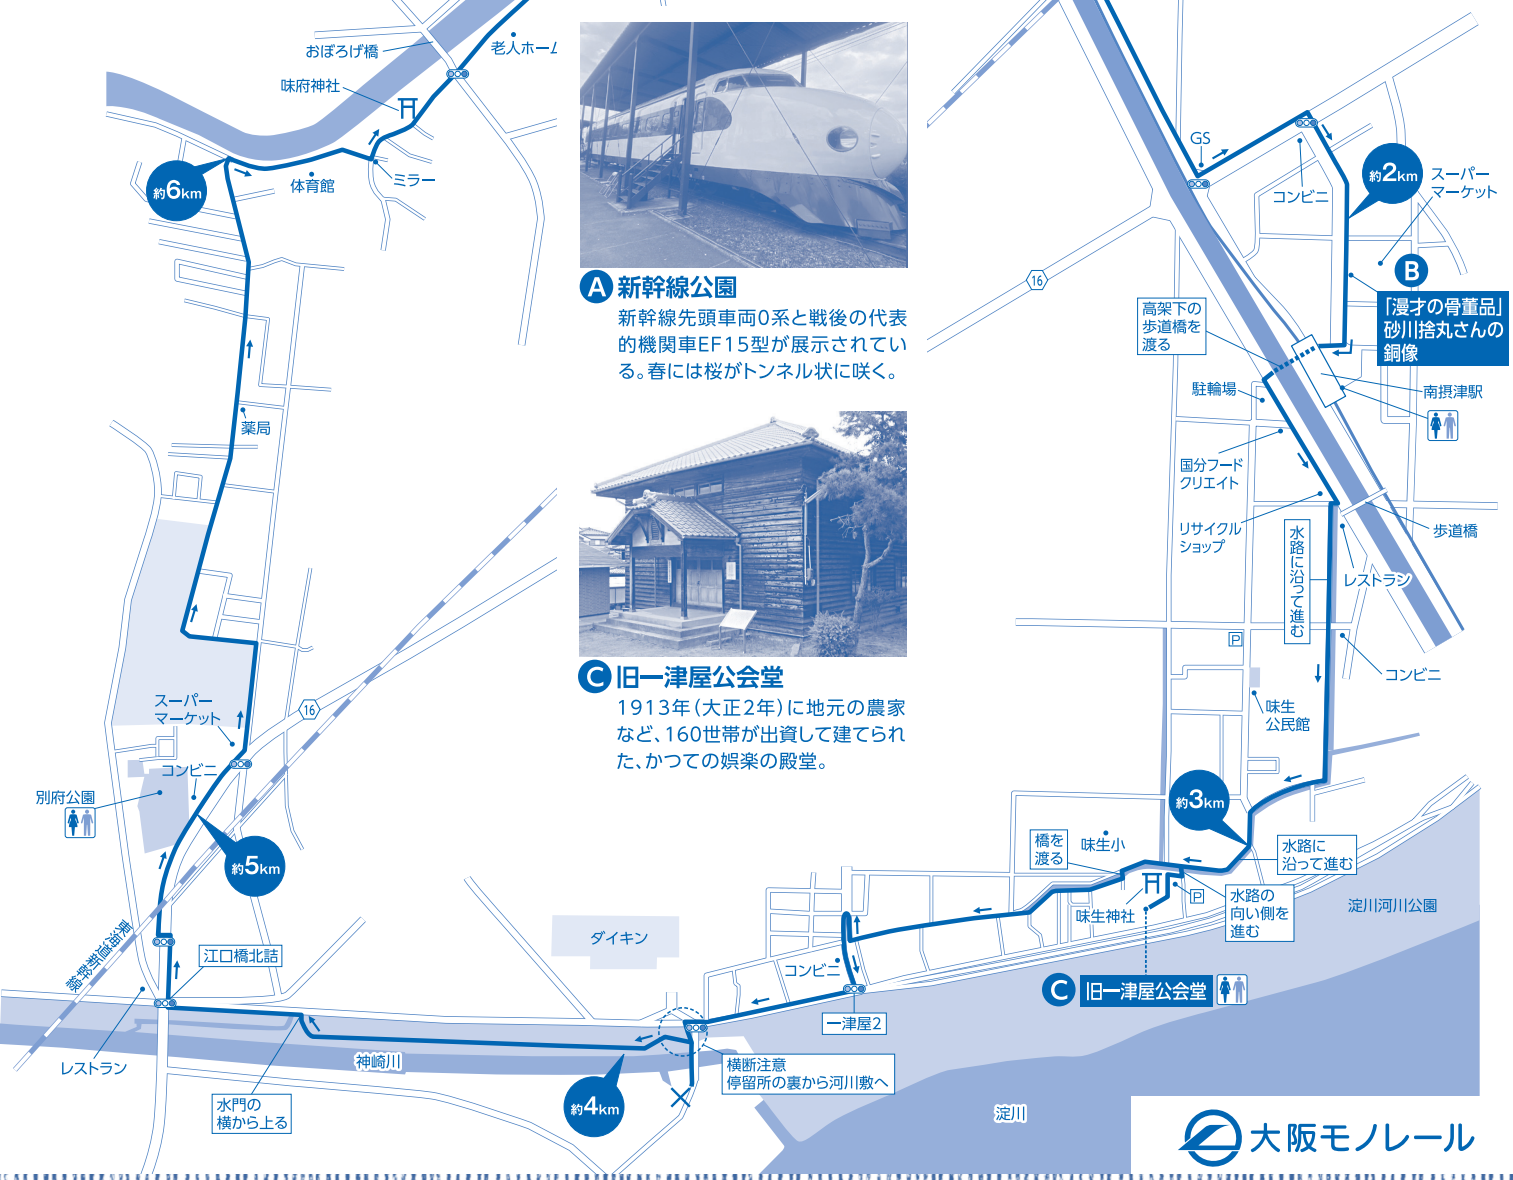 おぼろげ橋
老人ホーム
味府神社
約6km
体育館
ミラー
薬局
スーパー
マーケット
16
コンビニ
別府公園
約5km
東海道新幹線
江口橋北詰
レストラン
神崎川
水門の
横から上る
A 新幹線公園
新幹線先頭車両0系と戦後の代表
的機関車EF15型が展示されてい
る。春には桜がトンネル状に咲く。
C 旧一津屋公会堂
1913年（大正2年）に地元の農家
など、160世帯が出資して建てられ
た、かつての娯楽の殿堂。
ダイキン
約4km
横断注意
停留所の裏から河川敷へ
一津屋2
コンビニ
GS
コンビニ
約2km
スーパー
マーケット
B
「漫才の骨董品」
砂川捨丸さんの
銅像
16
高架下の
歩道橋を
渡る
駐輪場
南摂津駅
国分フード
クリエイト
リサイクル
ショップ
歩道橋
水路に沿って進む
レストラン
P
コンビニ
味生
公民館
約3km
橋を
渡る
味生小
水路に
沿って進む
味生神社
P
水路の
向い側を
進む
淀川河川公園
C 旧一津屋公会堂
淀川
大阪モノレール